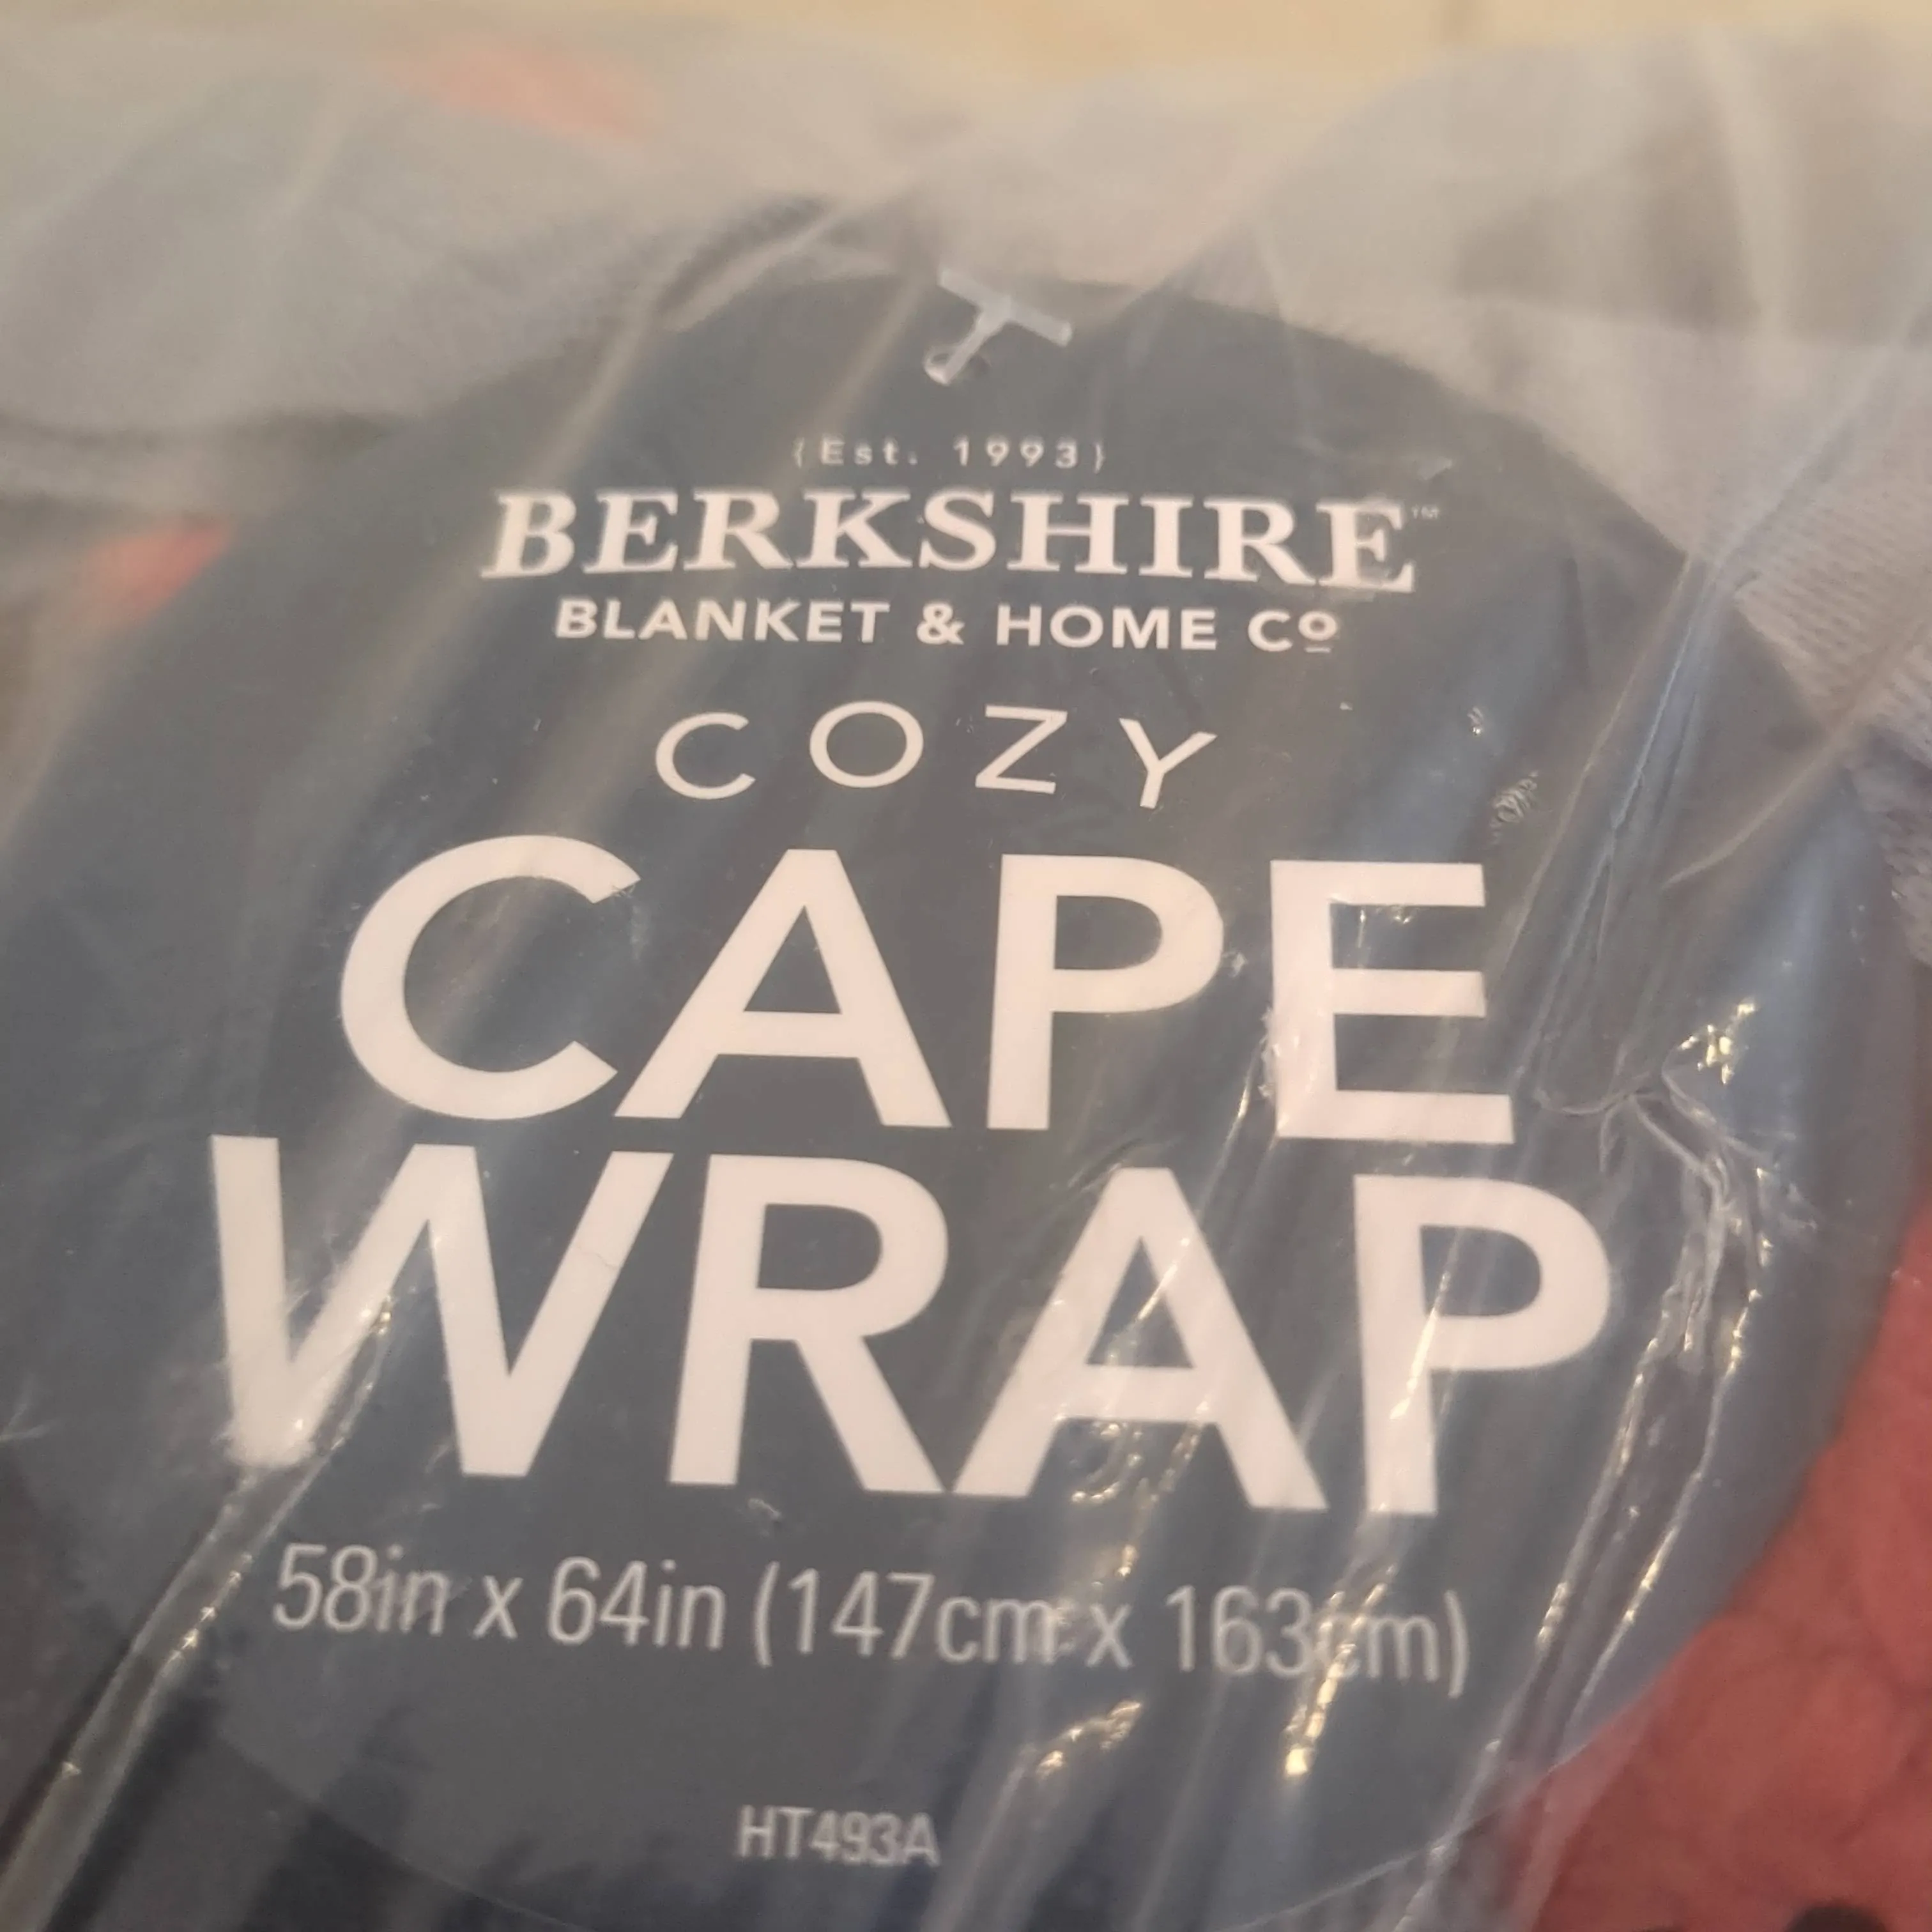 {Est. 1993}
BERKSHIRE™
BLANKET & HOME Cº
COZY
CAPE
WRAP
58in x 64in (147cm x 163cm)
HT493A